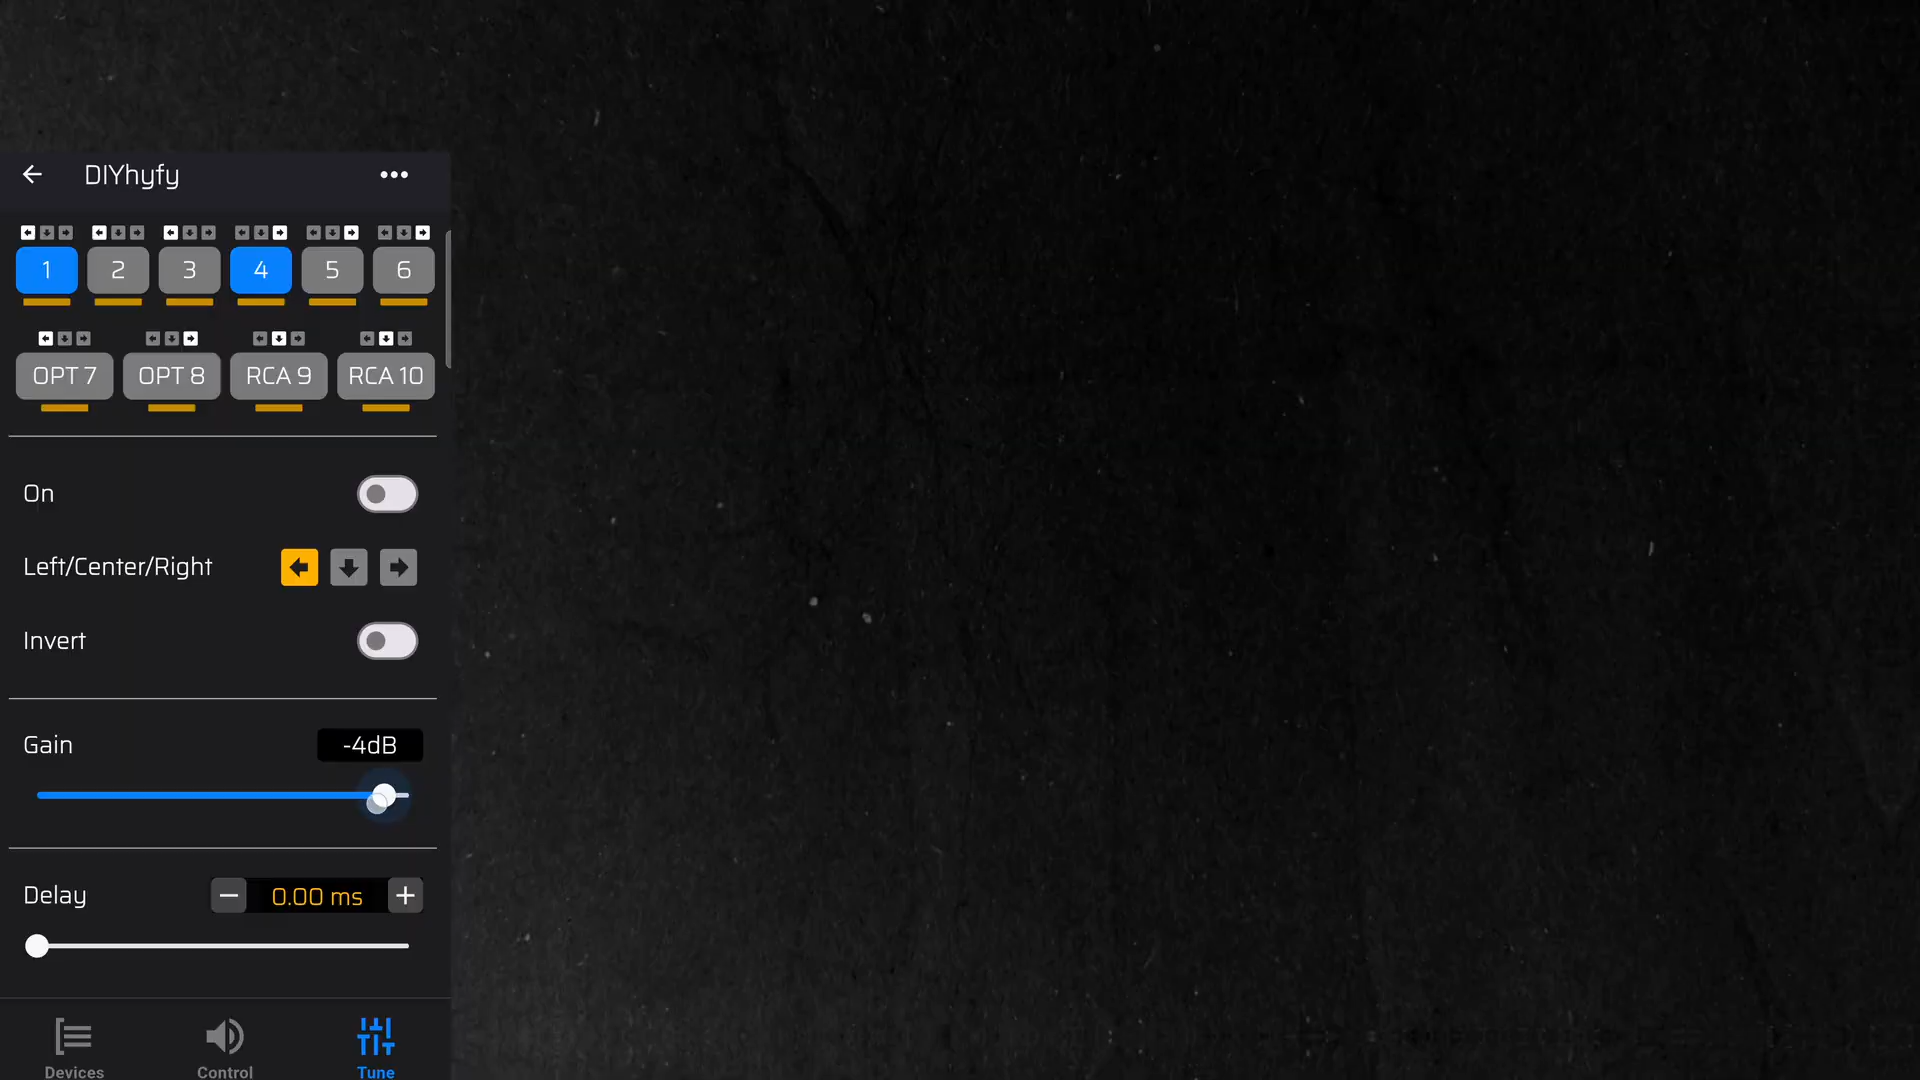 DIYhyfy
1 2 3 4 5 6
OPT 7 OPT 8 RCA 9 RCA 10
On
Left/Center/Right
Invert
Gain -4dB
Delay − 0.00 ms +
Devices Control Tune